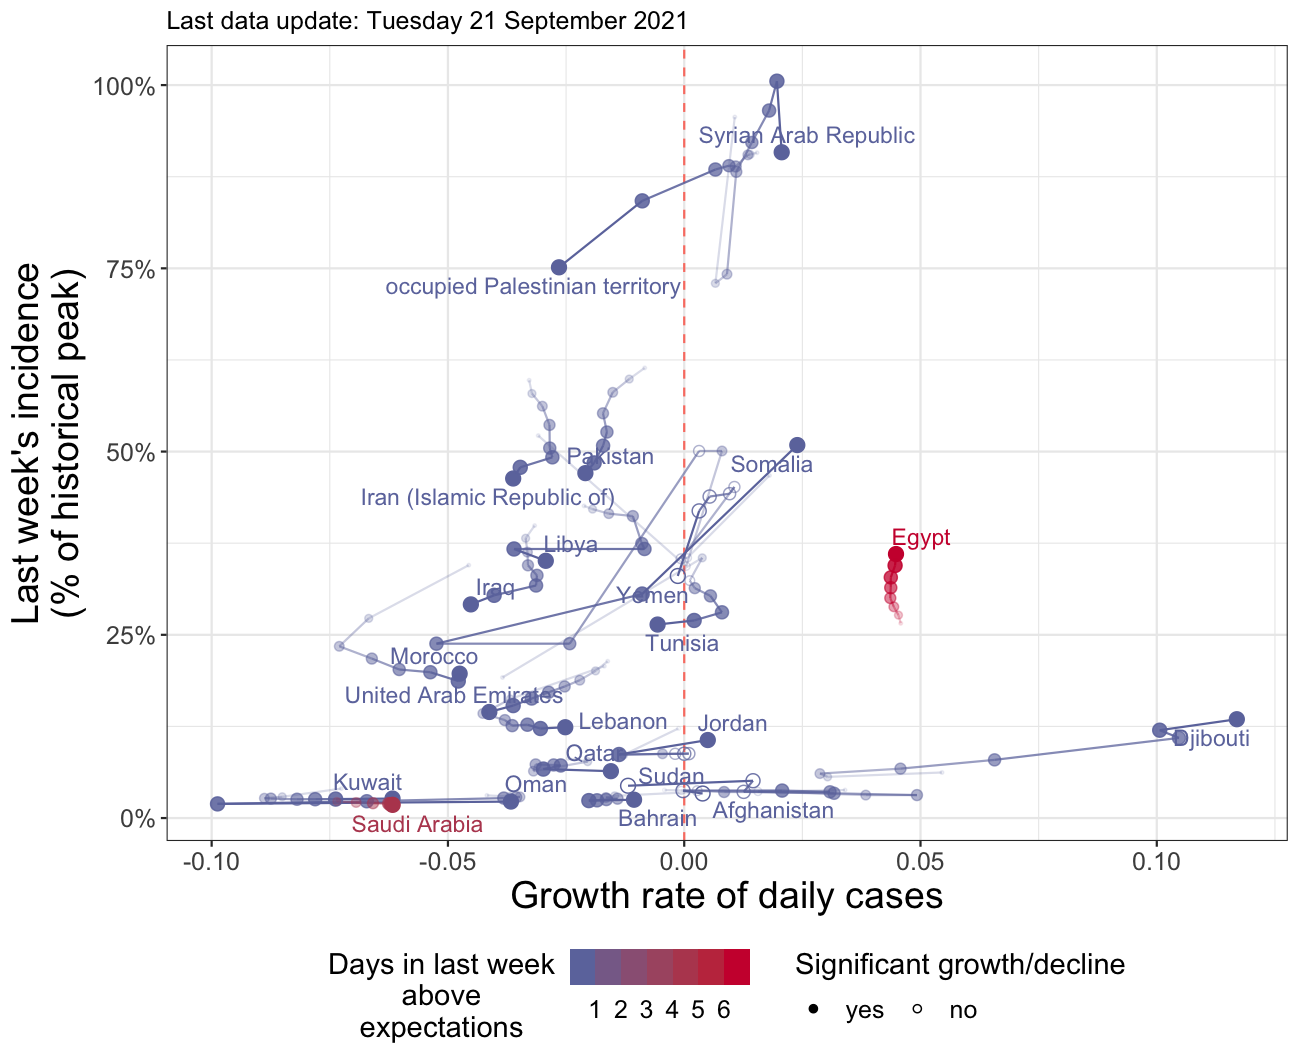 Last data update: Tuesday 21 September 2021
Last week's incidence
(% of historical peak)
100%
75%
50%
25%
0%
Syrian Arab Republic
occupied Palestinian territory
Pakistan
Somalia
Iran (Islamic Republic of)
Egypt
Libya
Iraq
Yemen
Tunisia
Morocco
United Arab Emirates
Lebanon
Jordan
Djibouti
Qatar
Kuwait
Oman
Sudan
Saudi Arabia
Bahrain
Afghanistan
-0.10
-0.05
0.00
0.05
0.10
Growth rate of daily cases
Days in last week
above
expectations
1 2 3 4 5 6
Significant growth/decline
yes
no